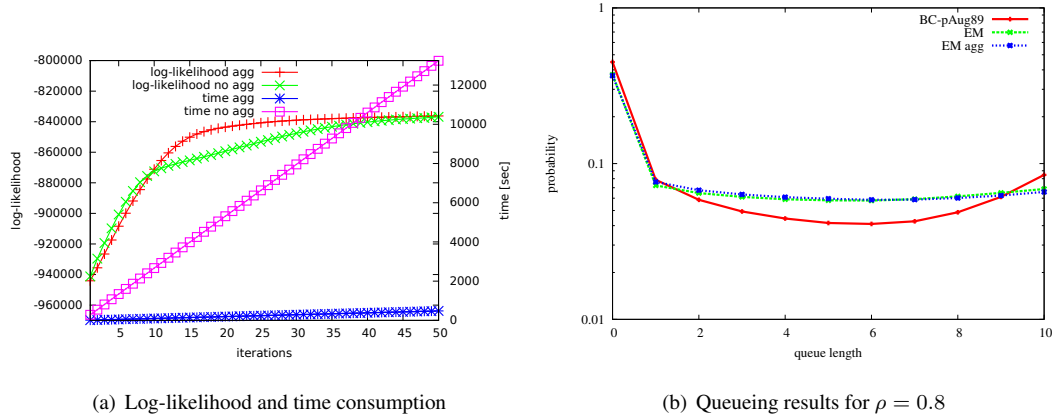 -800000
-820000
-840000
-860000
-880000
-900000
-920000
-940000
-960000
log-likelihood
log-likelihood agg
log-likelihood no agg
time agg
time no agg
12000
10000
8000
6000
4000
2000
0
time [sec]
5 10 15 20 25 30 35 40 45 50
iterations
(a) Log-likelihood and time consumption
1
0.1
0.01
probability
BC-pAug89
EM
EM agg
0 2 4 6 8 10
queue length
(b) Queueing results for ρ = 0.8